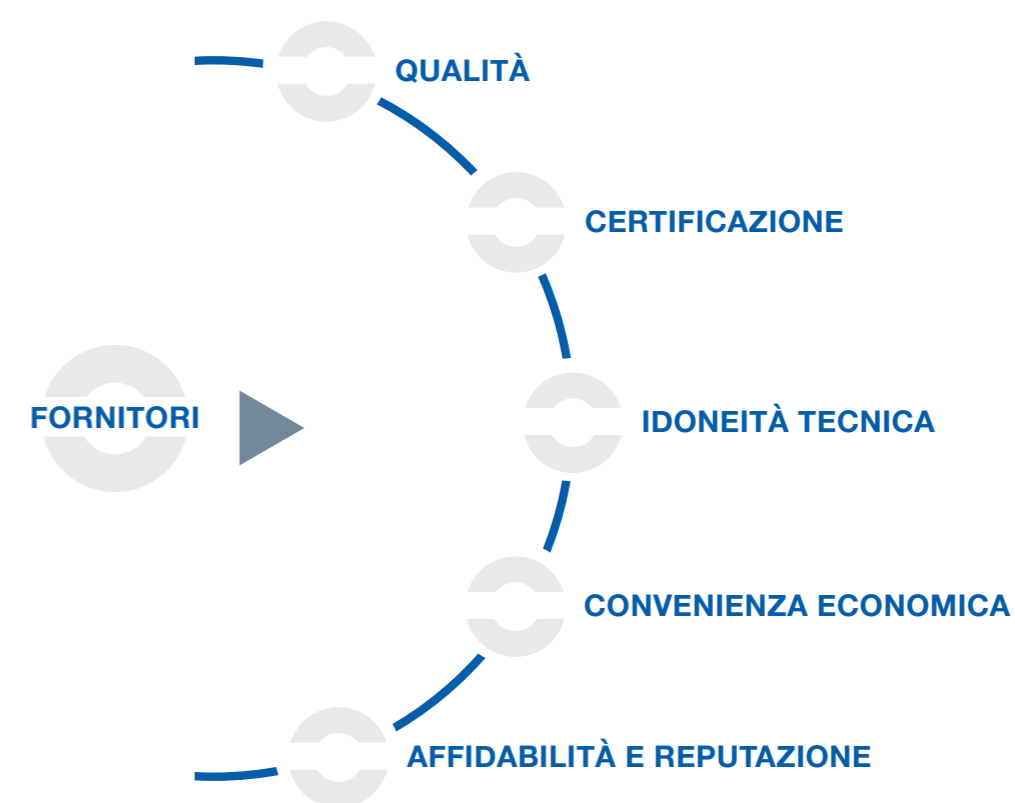 QUALITÀ
CERTIFICAZIONE
FORNITORI
IDONEITÀ TECNICA
CONVENIENZA ECONOMICA
AFFIDABILITÀ E REPUTAZIONE